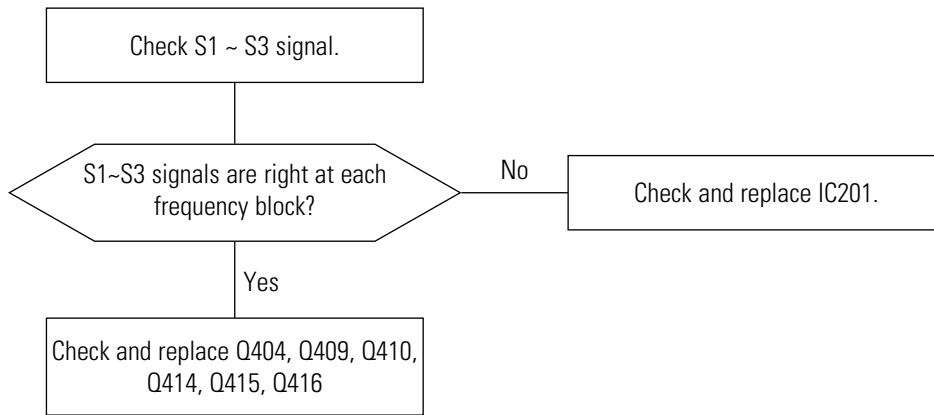 Check S1 ~ S3 signal.
S1~S3 signals are right at each
frequency block?
No
Check and replace IC201.
Yes
Check and replace Q404, Q409, Q410,
Q414, Q415, Q416